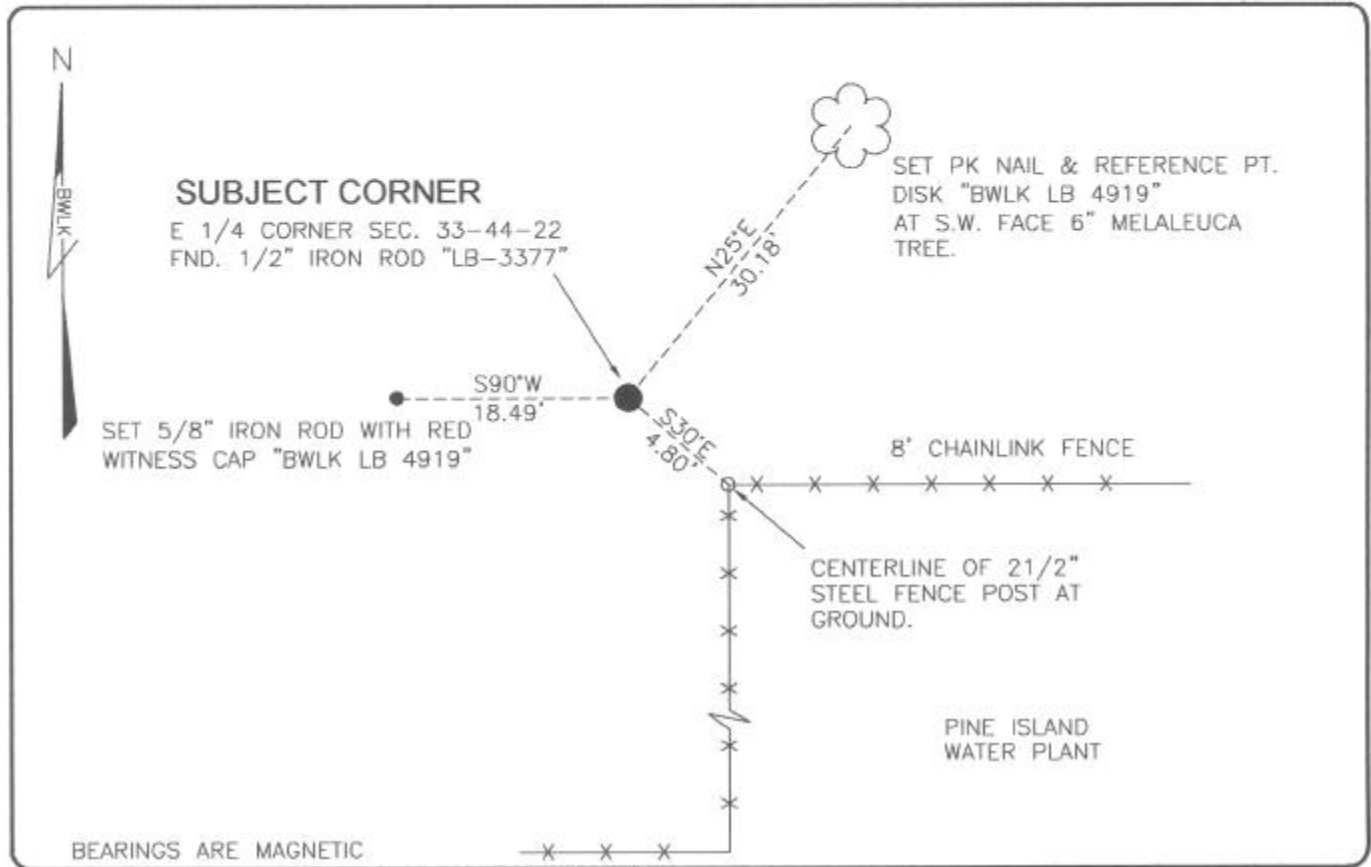 N
BWLK
SUBJECT CORNER
E 1/4 CORNER SEC. 33-44-22
FND. 1/2" IRON ROD "LB-3377"
SET PK NAIL & REFERENCE PT.
DISK "BWLK LB 4919"
AT S.W. FACE 6" MELALEUCA
TREE.
N25°E
30.18'
S90°W
18.49'
SET 5/8" IRON ROD WITH RED
WITNESS CAP "BWLK LB 4919"
S30°E
4.80'
8' CHAINLINK FENCE
CENTERLINE OF 21/2"
STEEL FENCE POST AT
GROUND.
PINE ISLAND
WATER PLANT
BEARINGS ARE MAGNETIC